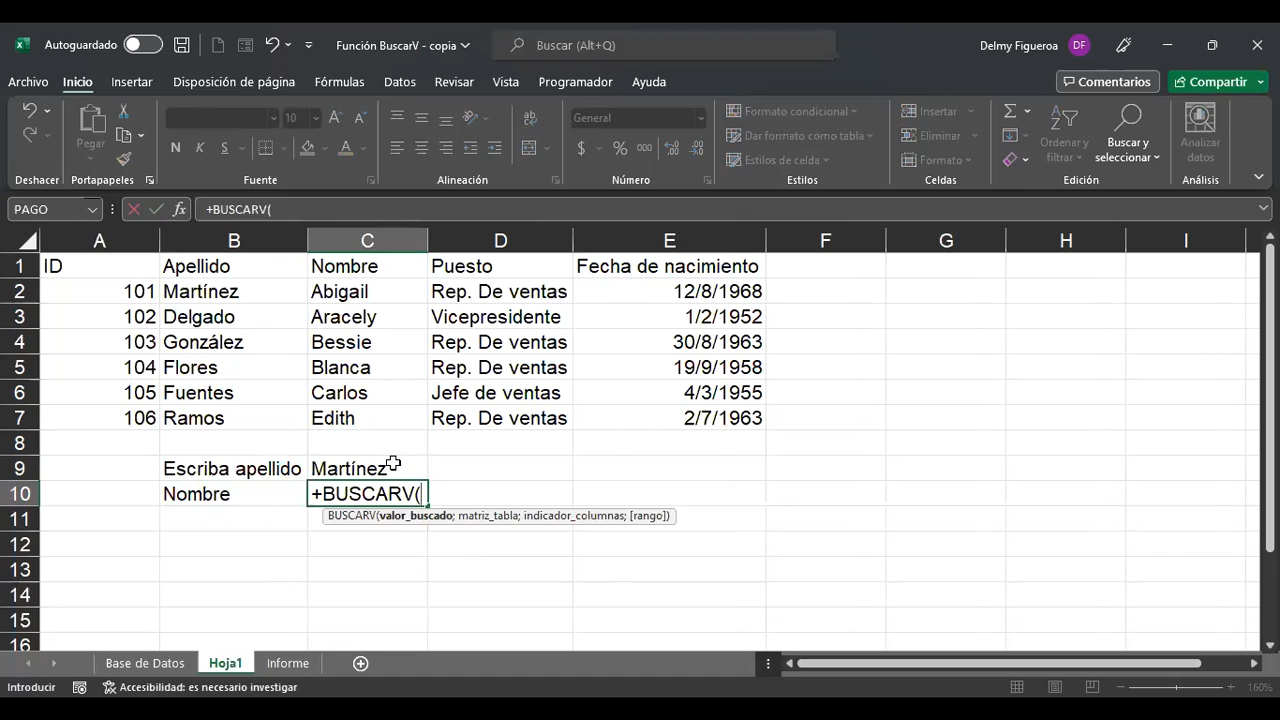 Autoguardado Función BuscarV - copia Buscar (Alt+Q) Delmy Figueroa DF
Archivo Inicio Insertar Disposición de página Fórmulas Datos Revisar Vista Programador Ayuda Comentarios Compartir
10 General Formato condicional Insertar
Pegar N K S $ % 000 Dar formato como tabla Eliminar Ordenar y filtrar Buscar y seleccionar Analizar datos
Estilos de celda Formato
Deshacer Portapapeles Fuente Alineación Número Estilos Celdas Edición Análisis
PAGO fx +BUSCARV(
A B C D E F G H I
1 ID Apellido Nombre Puesto Fecha de nacimiento
2 101 Martínez Abigail Rep. De ventas 12/8/1968
3 102 Delgado Aracely Vicepresidente 1/2/1952
4 103 González Bessie Rep. De ventas 30/8/1963
5 104 Flores Blanca Rep. De ventas 19/9/1958
6 105 Fuentes Carlos Jefe de ventas 4/3/1955
7 106 Ramos Edith Rep. De ventas 2/7/1963
8
9 Escriba apellido Martínez
10 Nombre +BUSCARV(
11 BUSCARV(valor_buscado; matriz_tabla; indicador_columnas; [rango])
12
13
14
15
16
Base de Datos Hoja1 Informe
Introducir Accesibilidad: es necesario investigar 160%